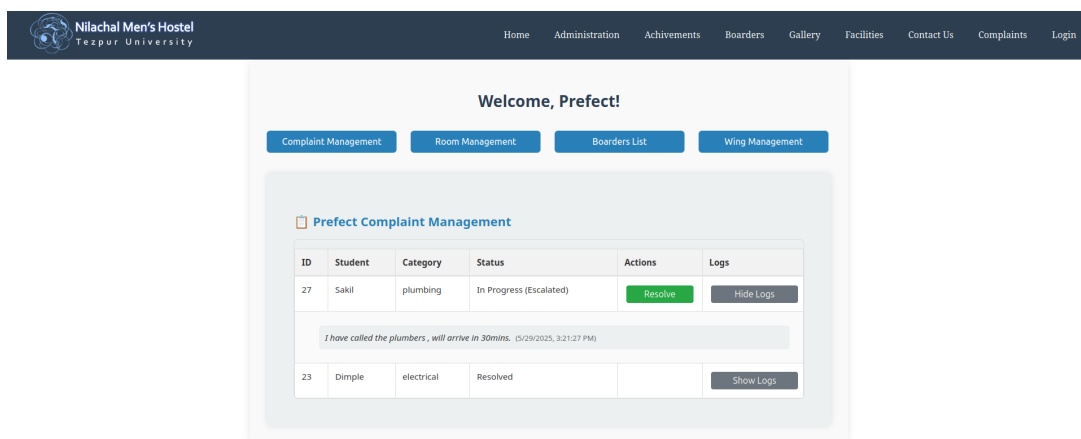 Nilachal Men's Hostel
Tezpur University
Home Administration Achivements Boarders Gallery Facilities Contact Us Complaints Login
Welcome, Prefect!
Complaint Management Room Management Boarders List Wing Management
📋 Prefect Complaint Management
ID Student Category Status Actions Logs
27 Sakil plumbing In Progress (Escalated) Resolve Hide Logs
I have called the plumbers , will arrive in 30mins. (5/29/2025, 3:21:27 PM)
23 Dimple electrical Resolved Show Logs